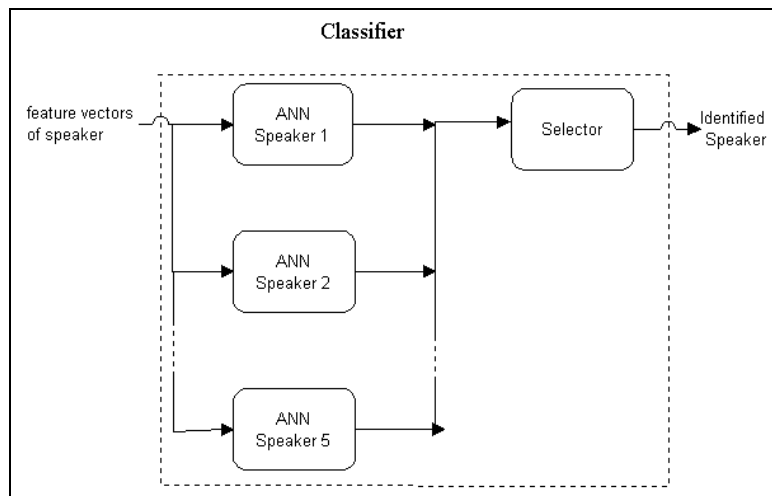 Classifier
feature vectors
of speaker
ANN
Speaker 1
Selector
Identified
Speaker
ANN
Speaker 2
ANN
Speaker 5